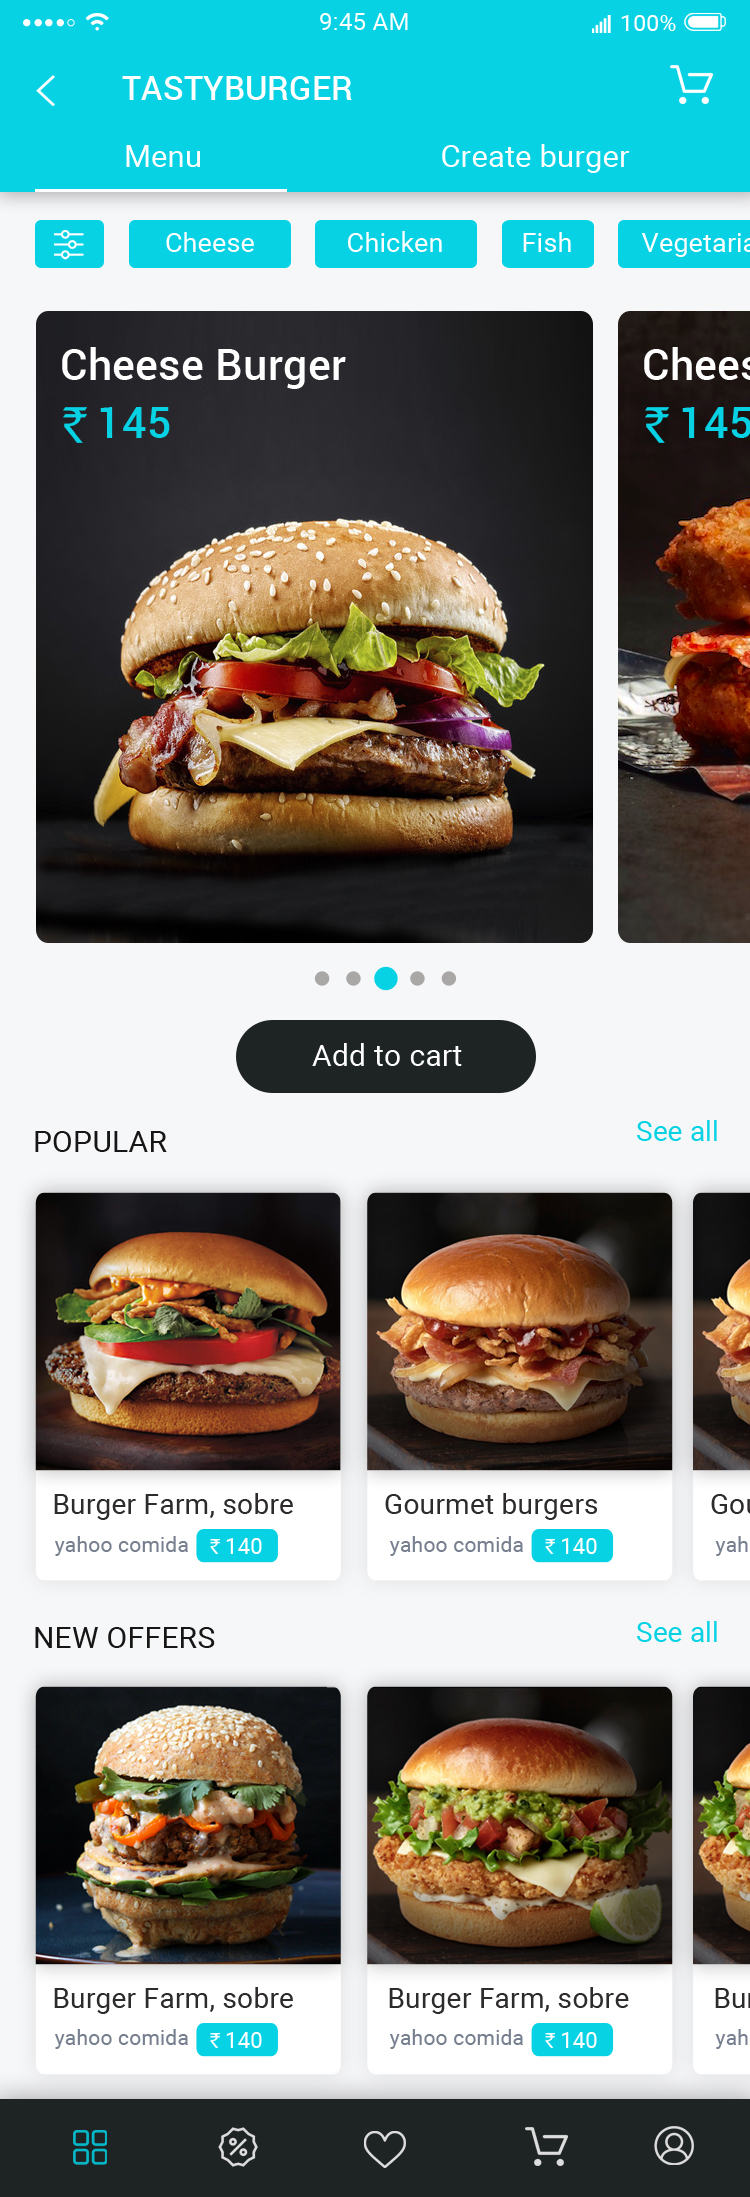 9:45 AM
100%
TASTYBURGER
Menu
Create burger
Cheese
Chicken
Fish
Vegetaria
Cheese Burger
₹ 145
Chees
₹ 145
Add to cart
POPULAR
See all
Burger Farm, sobre
yahoo comida
₹ 140
Gourmet burgers
yahoo comida
₹ 140
Gou
yah
NEW OFFERS
See all
Burger Farm, sobre
yahoo comida
₹ 140
Burger Farm, sobre
yahoo comida
₹ 140
Bur
yah